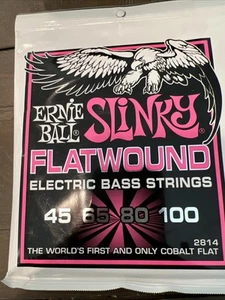 ERNIE BALL SLINKY
FLATWOUND
ELECTRIC BASS STRINGS
45 65 80 100
2814
THE WORLD'S FIRST AND ONLY COBALT FLAT